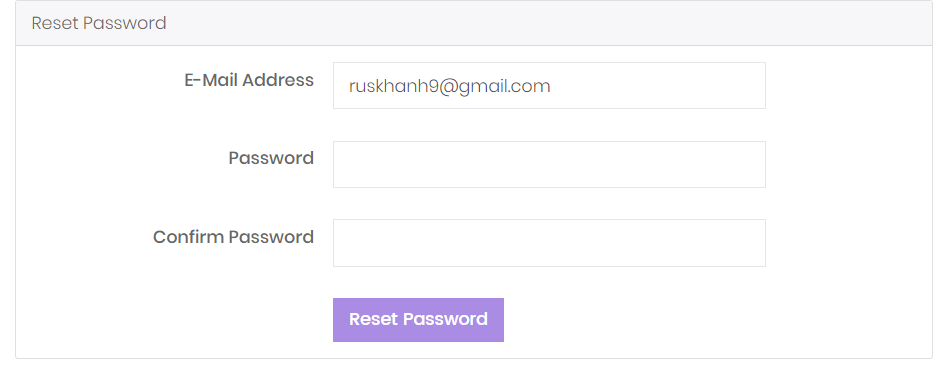 Reset Password
E-Mail Address
ruskhanh9@gmail.com
Password
Confirm Password
Reset Password